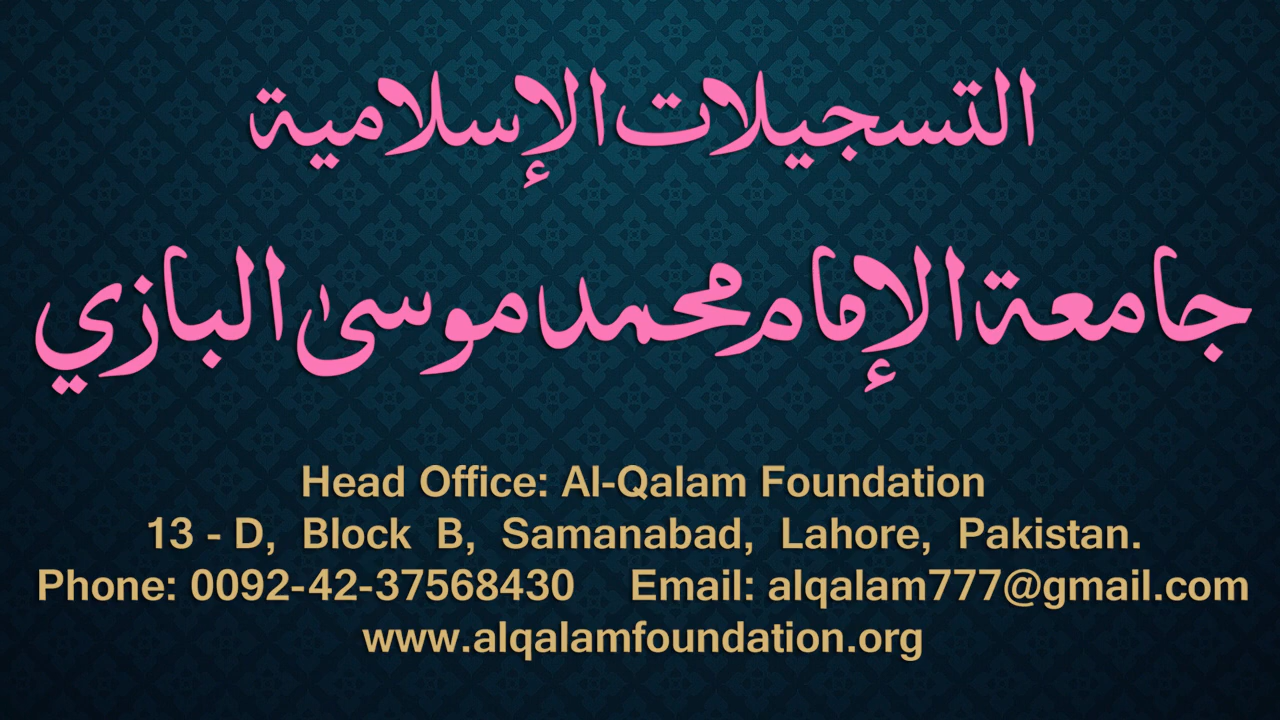 التسجيلات الإسلامية
جامعة الإمام محمد موسىٰ البازي
Head Office: Al-Qalam Foundation
13 - D, Block B, Samanabad, Lahore, Pakistan.
Phone: 0092-42-37568430 Email: alqalam777@gmail.com
www.alqalamfoundation.org